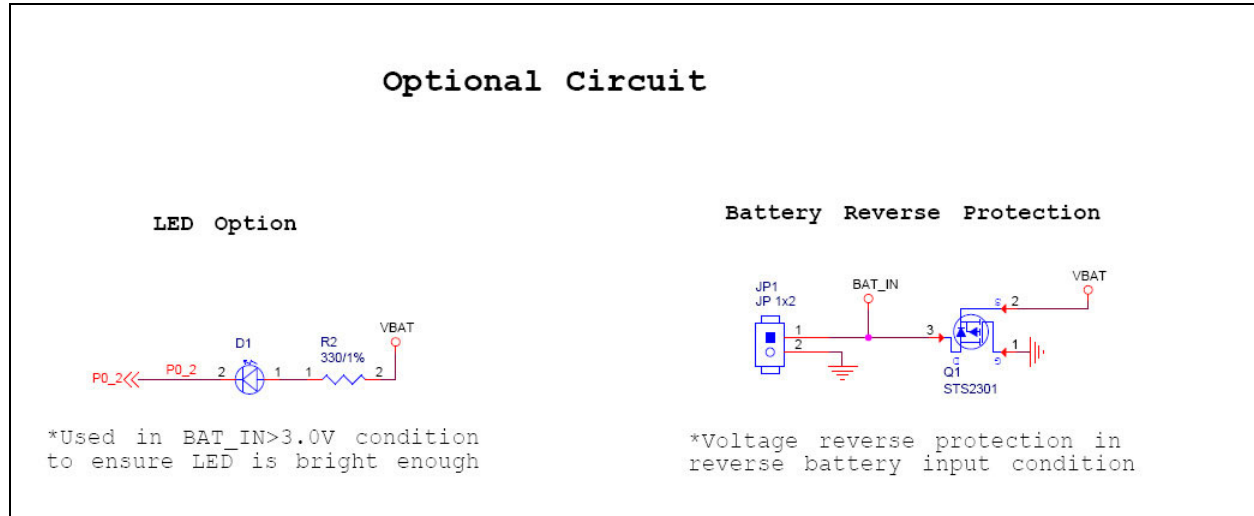 Optional Circuit
LED Option
Battery Reverse Protection
D1
R2
330/1%
VBAT
P0_2
P0_2
2
1
1
2
*Used in BAT_IN>3.0V condition
to ensure LED is bright enough
JP1
JP 1x2
BAT_IN
VBAT
1
2
3
S
2
D
G
1
Q1
STS2301
*Voltage reverse protection in
reverse battery input condition